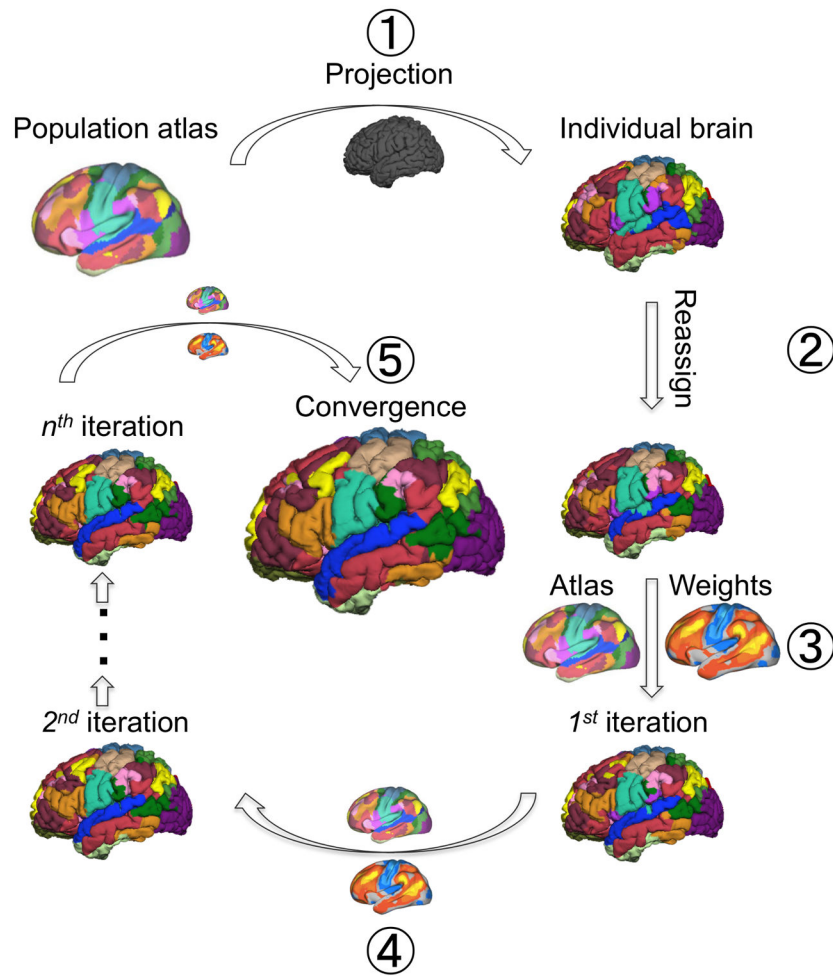 ①
Projection
Population atlas
Individual brain
Reassign
②
⑤
Convergence
nth iteration
Atlas
Weights
③
2nd iteration
1st iteration
④